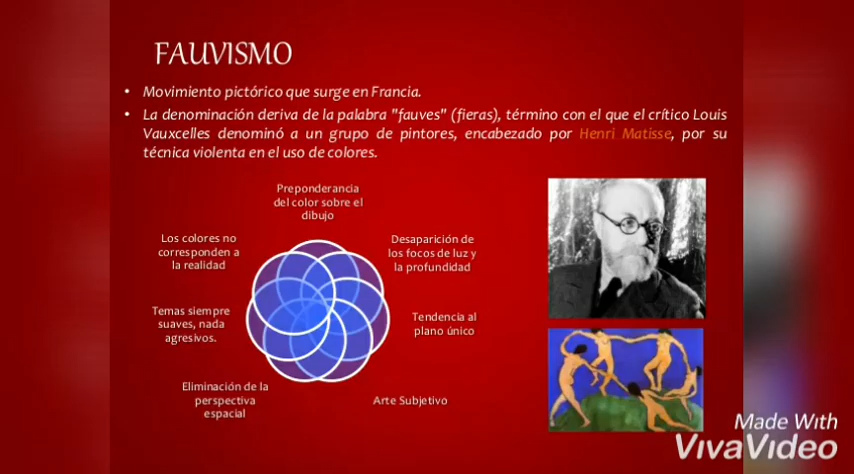 FAUVISMO
• Movimiento pictórico que surge en Francia.
• La denominación deriva de la palabra "fauves" (fieras), término con el que el crítico Louis
Vauxcelles denominó a un grupo de pintores, encabezado por Henri Matisse, por su
técnica violenta en el uso de colores.
Preponderancia
del color sobre el
dibujo
Los colores no
corresponden a
la realidad
Desaparición de
los focos de luz y
la profundidad
Temas siempre
suaves, nada
agresivos.
Tendencia al
plano único
Eliminación de la
perspectiva
espacial
Arte Subjetivo
Made With
VivaVideo